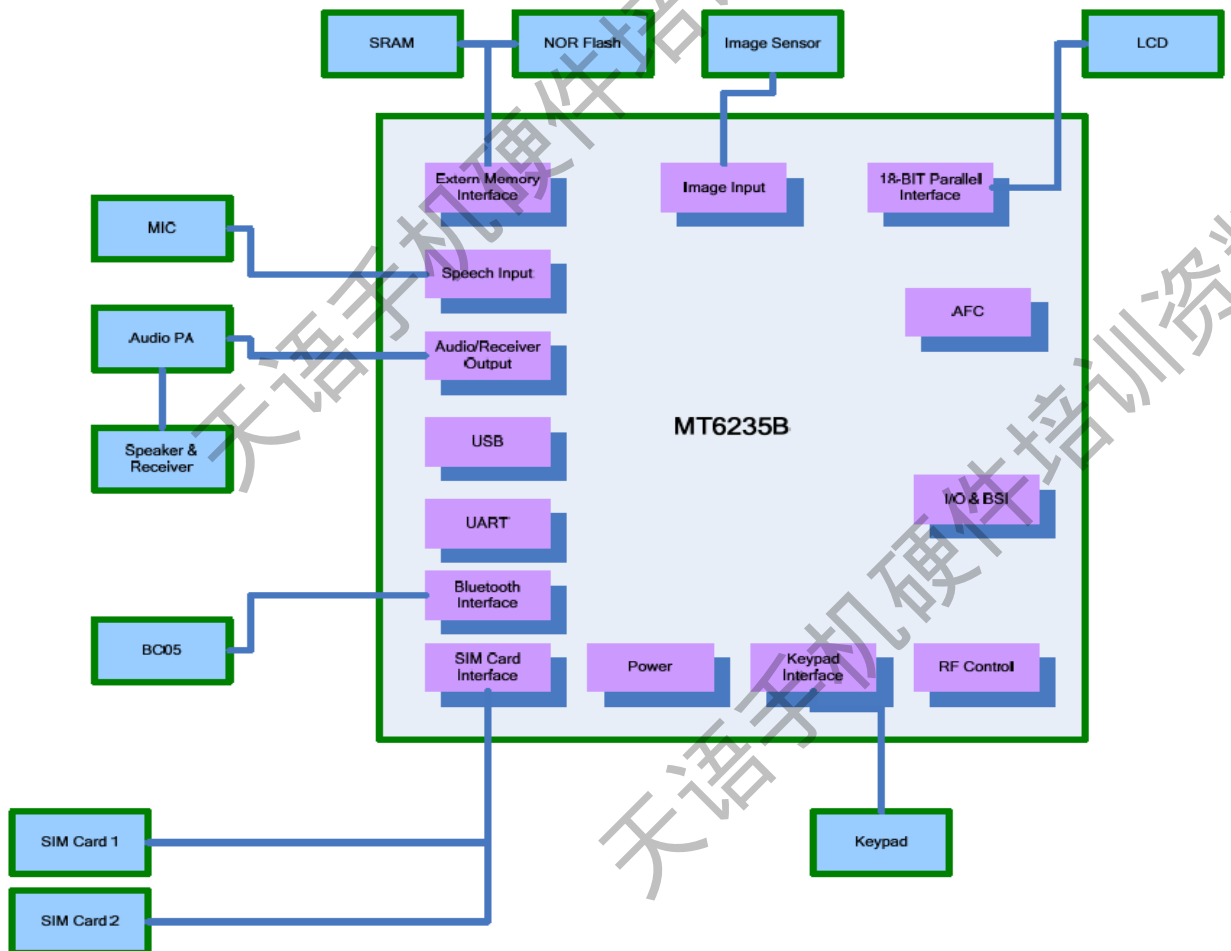 SRAM
NOR Flash
Image Sensor
LCD
Extern Memory
Interface
Image Input
18-BIT Parallel
Interface
MIC
Speech Input
AFC
Audio PA
Audio/Receiver
Output
MT6235B
Speaker &
Receiver
USB
I/O & BSI
UART
Bluetooth
Interface
BC05
SIM Card
Interface
Power
Keypad
Interface
RF Control
SIM Card 1
Keypad
SIM Card 2
天语手机硬件培
天语手机硬件培训资料